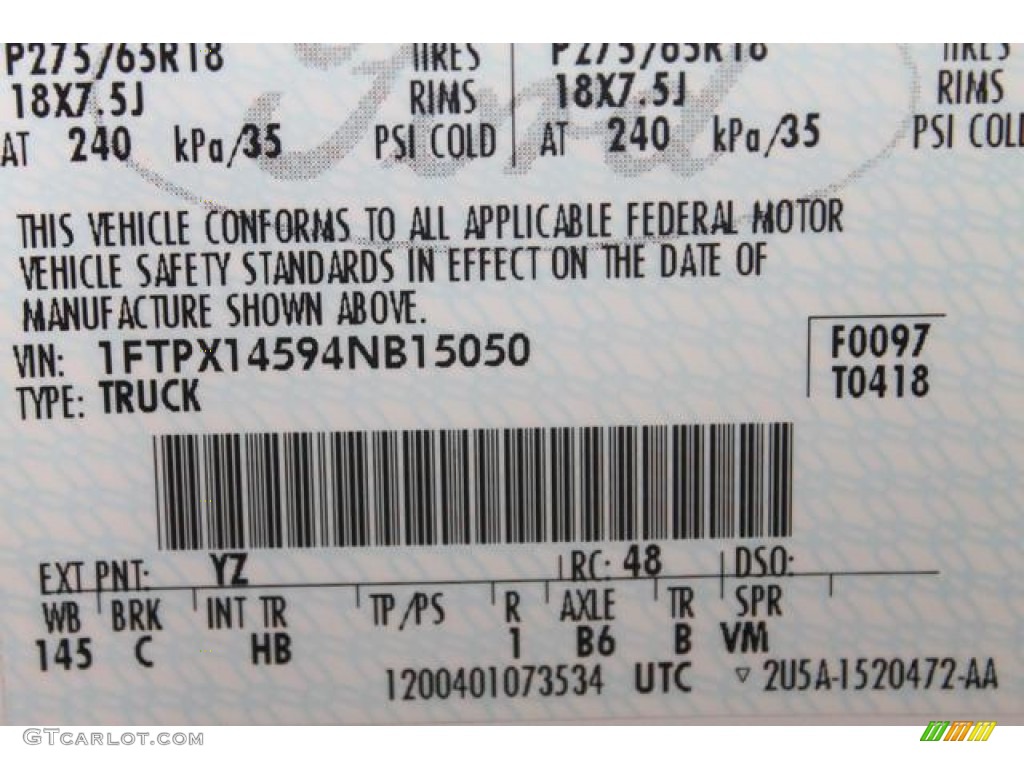 P275/65R18 TIRES P275/65R18 TIRES
18X7.5J RIMS 18X7.5J RIMS
AT 240 kPa/35 PSI COLD AT 240 kPa/35 PSI COL
Ford
THIS VEHICLE CONFORMS TO ALL APPLICABLE FEDERAL MOTOR
VEHICLE SAFETY STANDARDS IN EFFECT ON THE DATE OF
MANUFACTURE SHOWN ABOVE.
VIN: 1FTPX14594NB15050 F0097
TYPE: TRUCK T0418
EXT PNT: YZ RC: 48 DSO:
WB BRK INT TR TP/PS R AXLE TR SPR
145 C HB 1 B6 B VM
1200401073534 UTC ▽ 2U5A-1520472-AA
GTCARLOT.COM